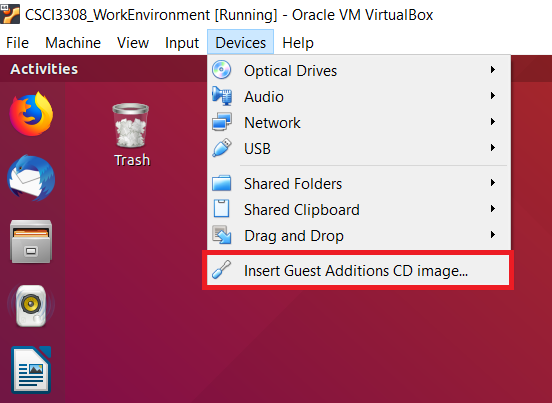 CSCI3308_WorkEnvironment [Running] - Oracle VM VirtualBox
File Machine View Input Devices Help
Activities
Optical Drives
Audio
Network
USB
Shared Folders
Shared Clipboard
Drag and Drop
Insert Guest Additions CD image...
Trash